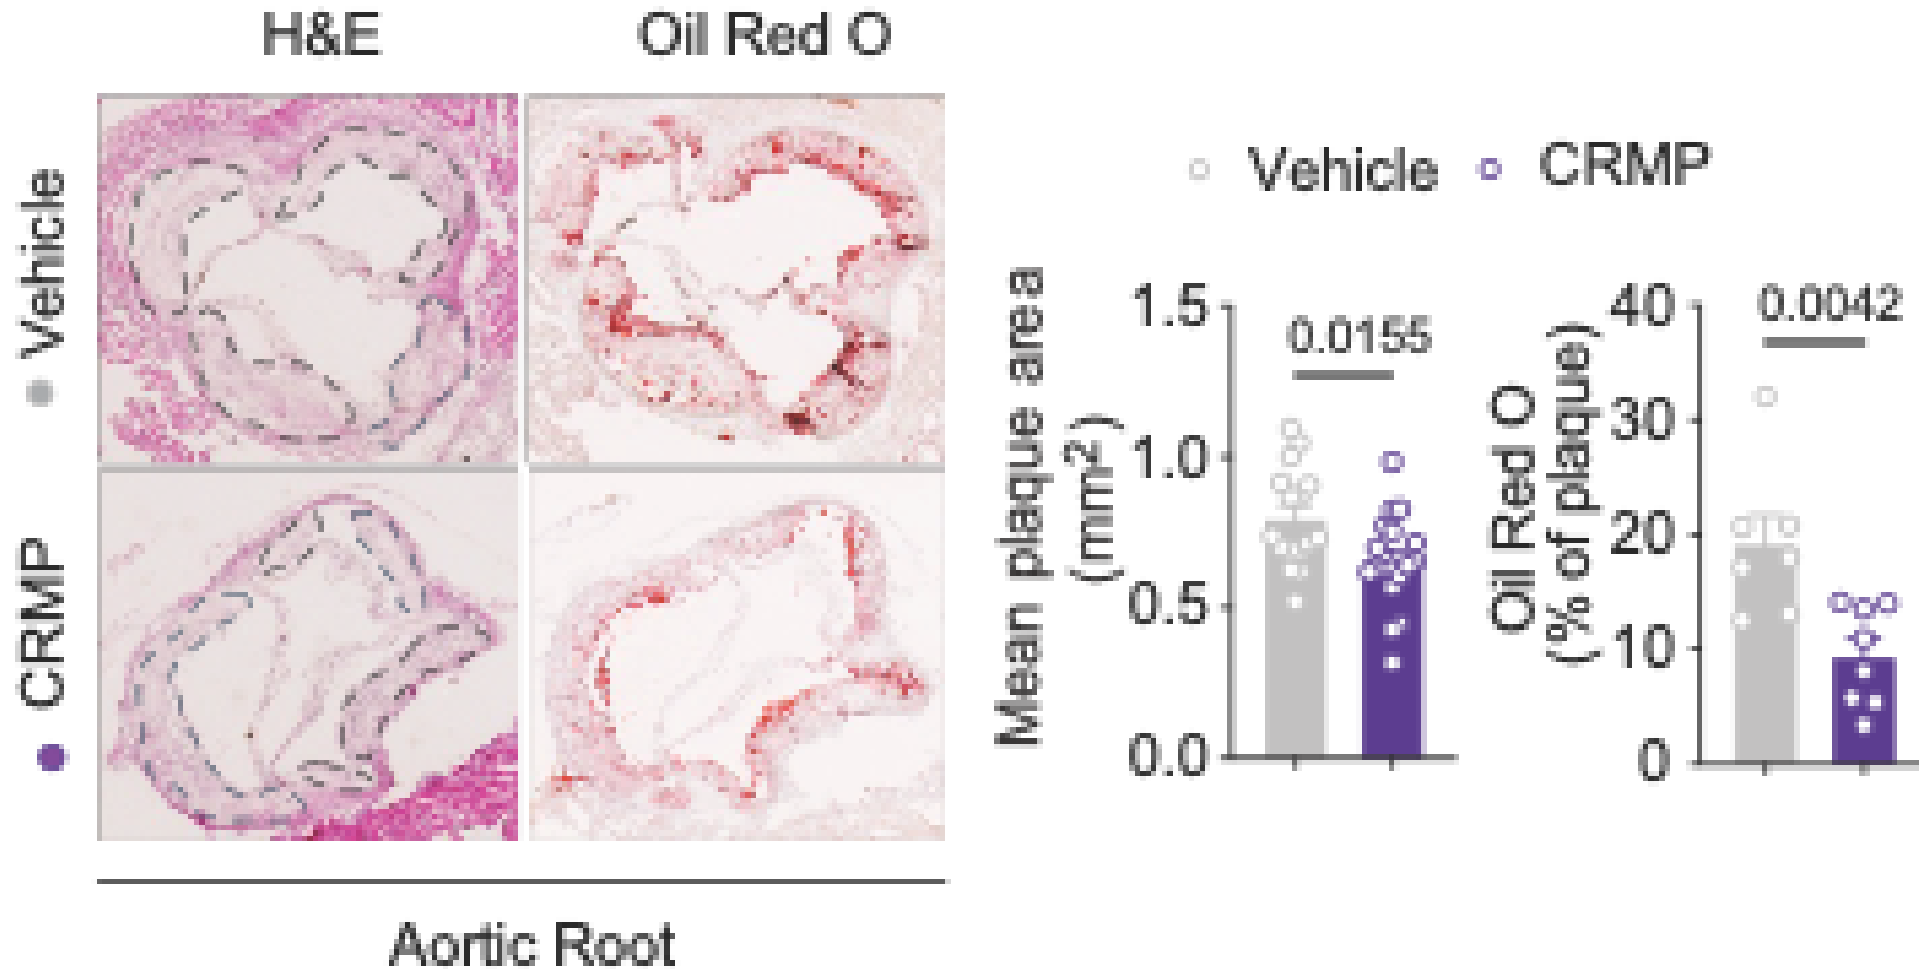 H&E
Oil Red O
Vehicle
CRMP
Aortic Root
Vehicle
CRMP
Mean plaque area
(mm²)
1.5
1.0
0.5
0.0
0.0155
Oil Red O
(% of plaque)
40
30
20
10
0
0.0042